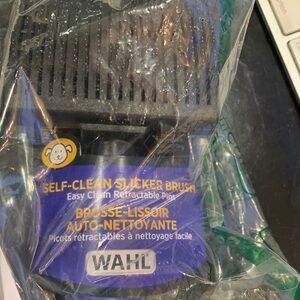 SELF-CLEAN SLICKER BRUSH
Easy Clean Retractable Pins
BROSSE-LISSOIR
AUTO-NETTOYANTE
Picots rétractables à nettoyage facile
WAHL